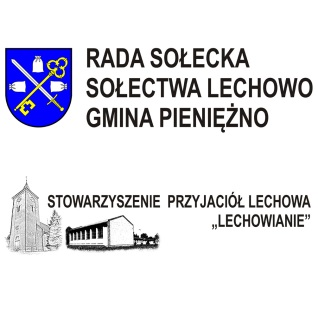 RADA SOŁECKA
SOŁECTWA LECHOWO
GMINA PIENIĘŻNO
STOWARZYSZENIE PRZYJACIÓŁ LECHOWA
„LECHOWIANIE”